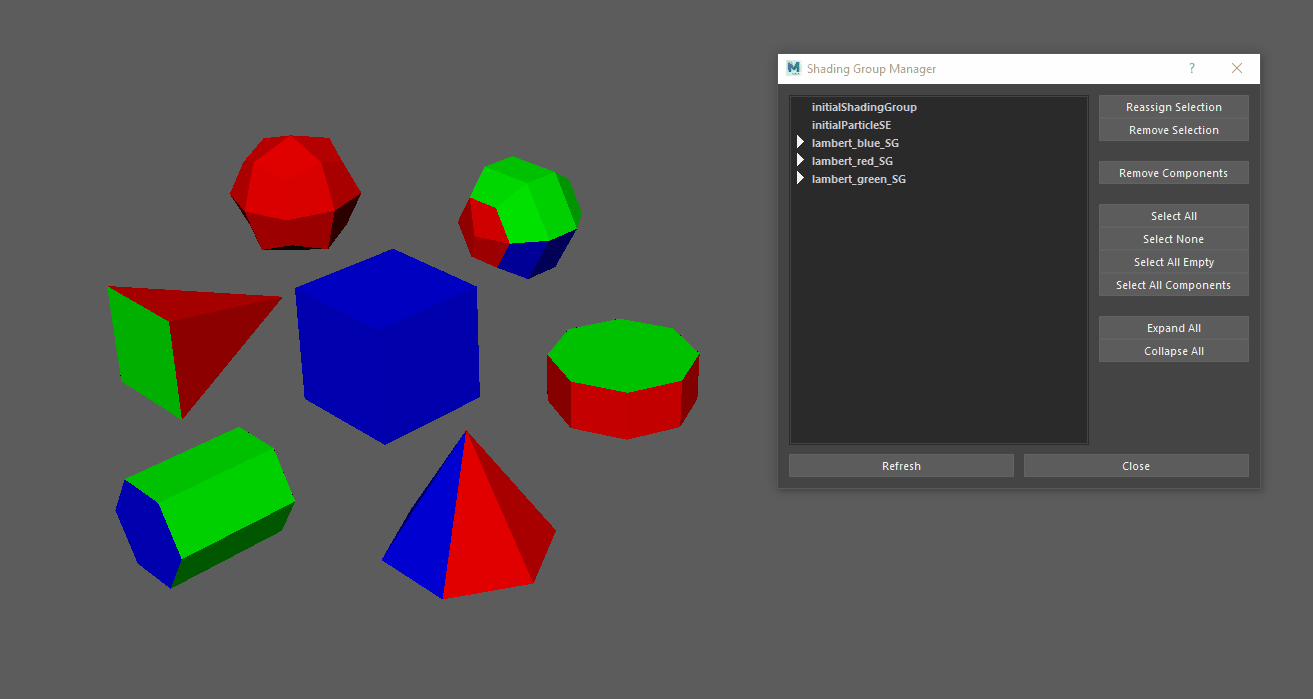 Shading Group Manager
?
initialShadingGroup
initialParticleSE
lambert_blue_SG
lambert_red_SG
lambert_green_SG
Reassign Selection
Remove Selection
Remove Components
Select All
Select None
Select All Empty
Select All Components
Expand All
Collapse All
Refresh
Close